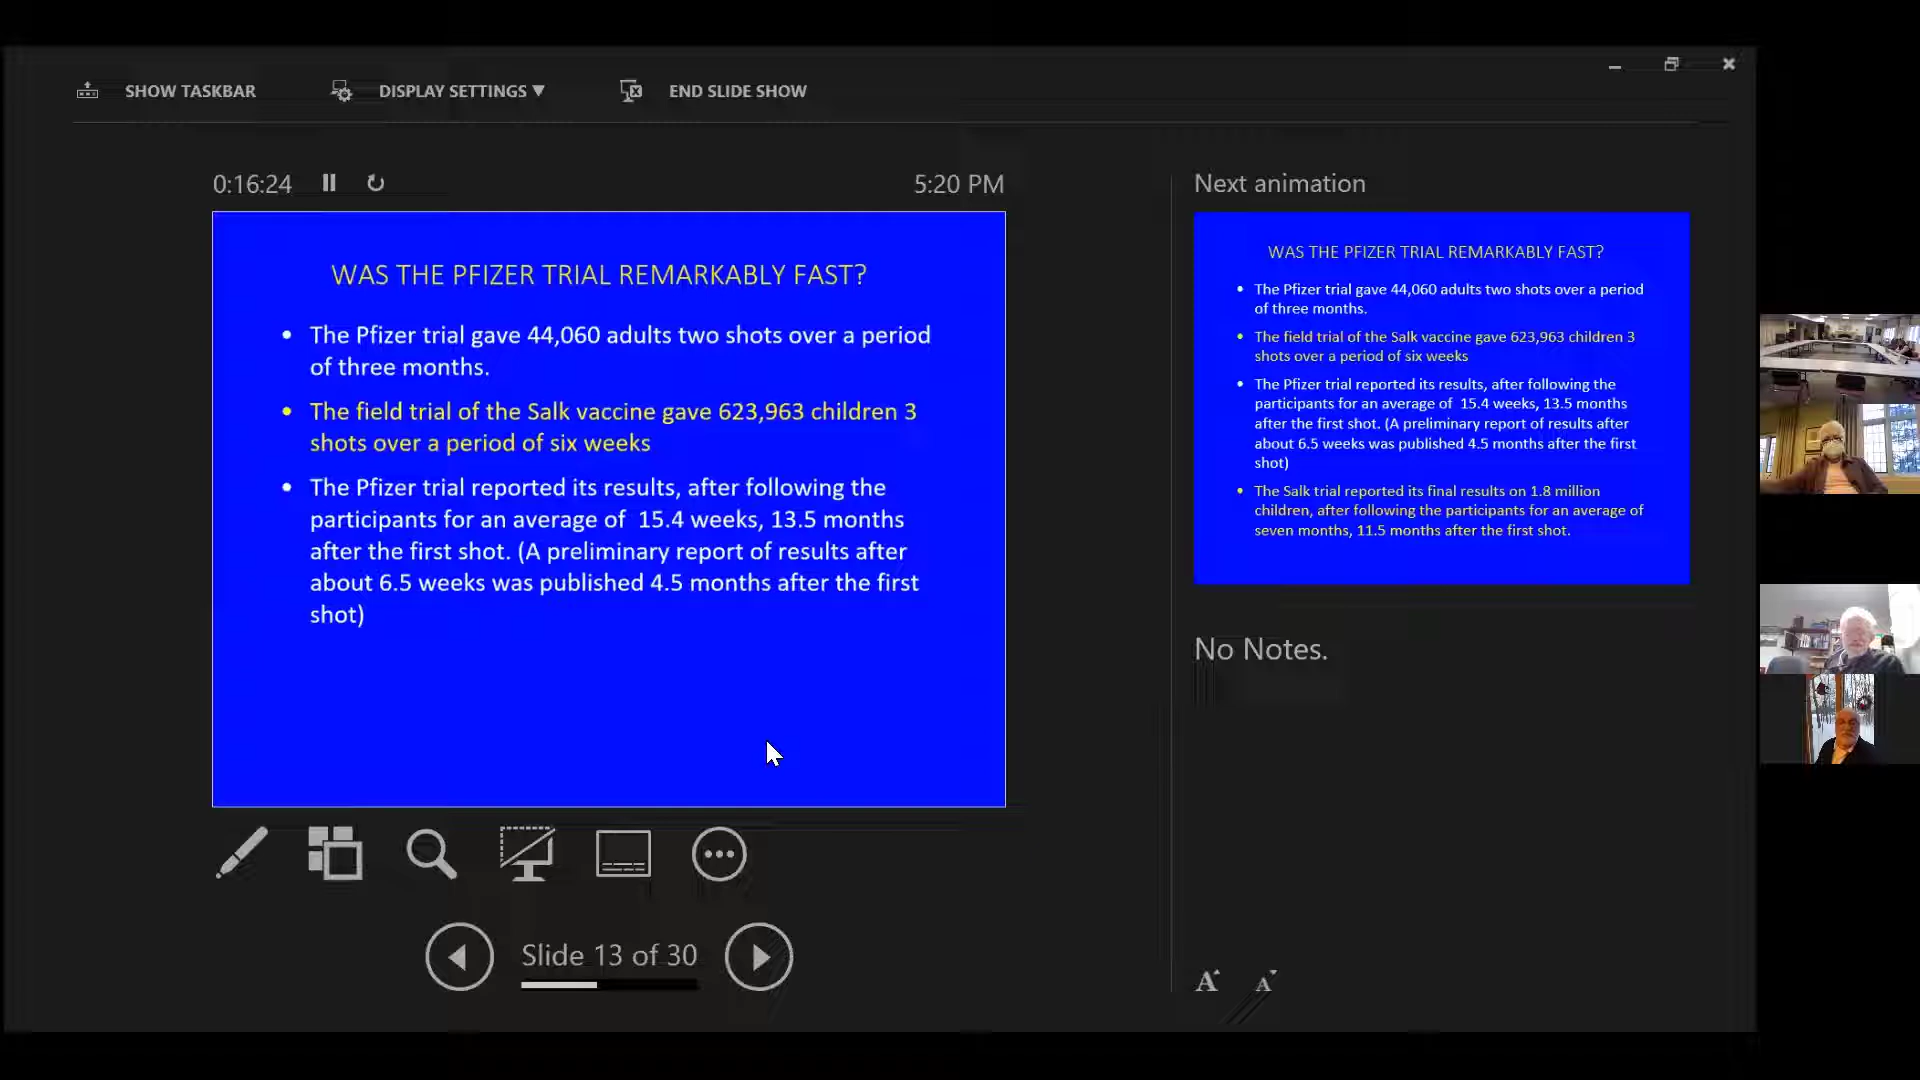 SHOW TASKBAR
DISPLAY SETTINGS ▼
END SLIDE SHOW
0:16:24
5:20 PM
WAS THE PFIZER TRIAL REMARKABLY FAST?
• The Pfizer trial gave 44,060 adults two shots over a period
of three months.
• The field trial of the Salk vaccine gave 623,963 children 3
shots over a period of six weeks
• The Pfizer trial reported its results, after following the
participants for an average of 15.4 weeks, 13.5 months
after the first shot. (A preliminary report of results after
about 6.5 weeks was published 4.5 months after the first
shot)
Slide 13 of 30
Next animation
WAS THE PFIZER TRIAL REMARKABLY FAST?
• The Pfizer trial gave 44,060 adults two shots over a period
of three months.
• The field trial of the Salk vaccine gave 623,963 children 3
shots over a period of six weeks
• The Pfizer trial reported its results, after following the
participants for an average of 15.4 weeks, 13.5 months
after the first shot. (A preliminary report of results after
about 6.5 weeks was published 4.5 months after the first
shot)
• The Salk trial reported its final results on 1.8 million
children, after following the participants for an average of
seven months, 11.5 months after the first shot.
No Notes.
A A